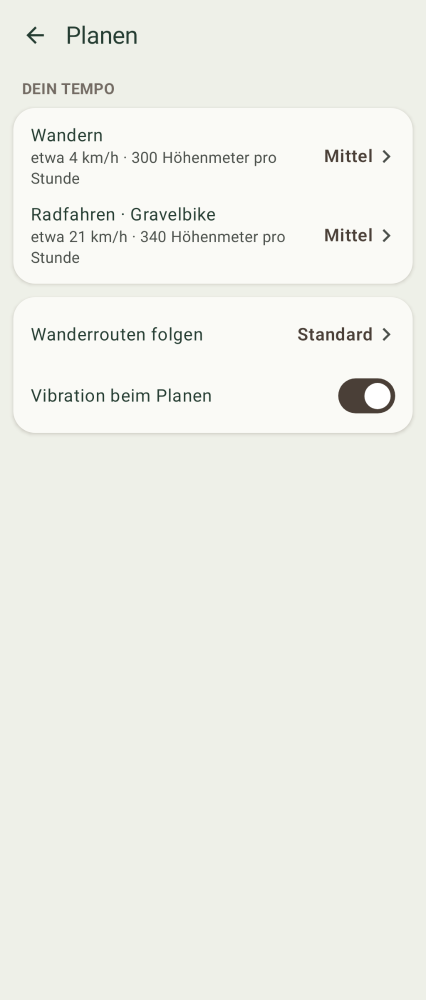 Planen
DEIN TEMPO
Wandern
etwa 4 km/h · 300 Höhenmeter pro
Stunde
Mittel
Radfahren · Gravelbike
etwa 21 km/h · 340 Höhenmeter pro
Stunde
Mittel
Wanderrouten folgen
Standard
Vibration beim Planen